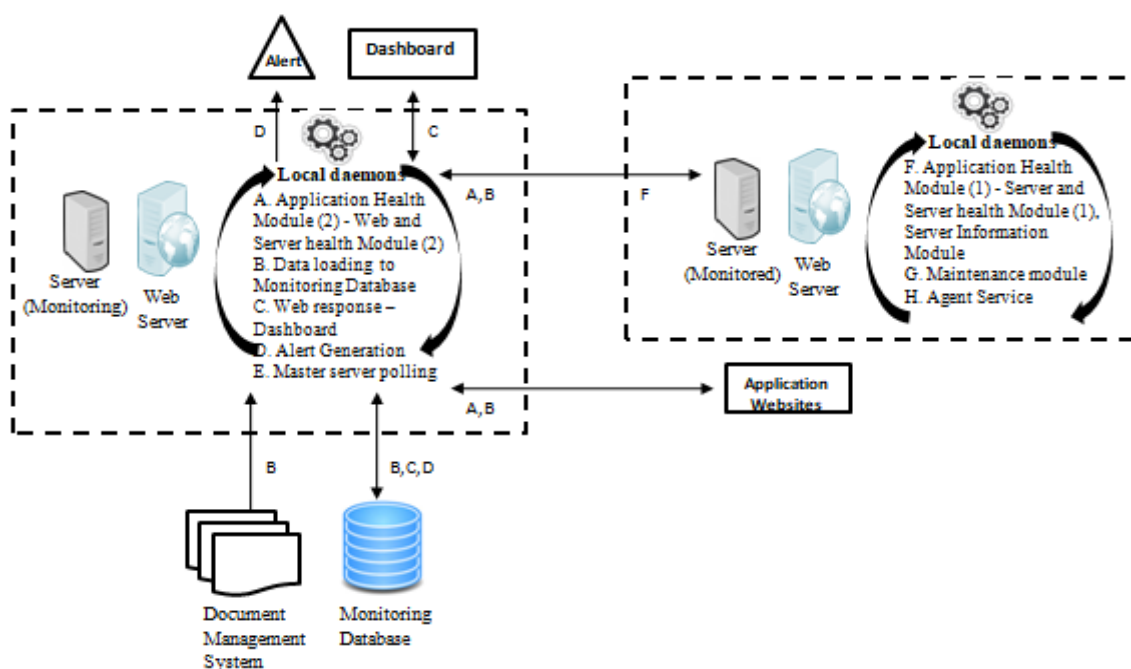 Alert
Dashboard
D
C
Local daemons
A. Application Health
Module (2) - Web and
Server health Module (2)
B. Data loading to
Monitoring Database
C. Web response –
Dashboard
D. Alert Generation
E. Master server polling
Server
(Monitoring)
Web
Server
A, B
F
Server
(Monitored)
Web
Server
Local daemons
F. Application Health
Module (1) - Server and
Server health Module (1),
Server Information
Module
G. Maintenance module
H. Agent Service
A, B
Application
Websites
B
B, C, D
Document
Management
System
Monitoring
Database